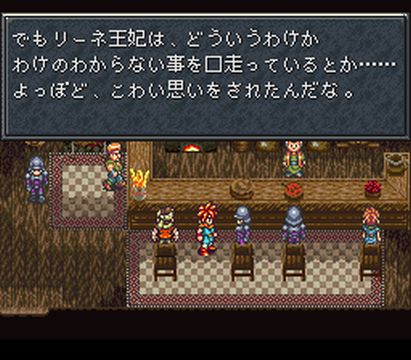 でもリーネ王妃は、どういうわけか
わけのわからない事を口走っているとか……
よっぽど、こわい思いをされたんだな。